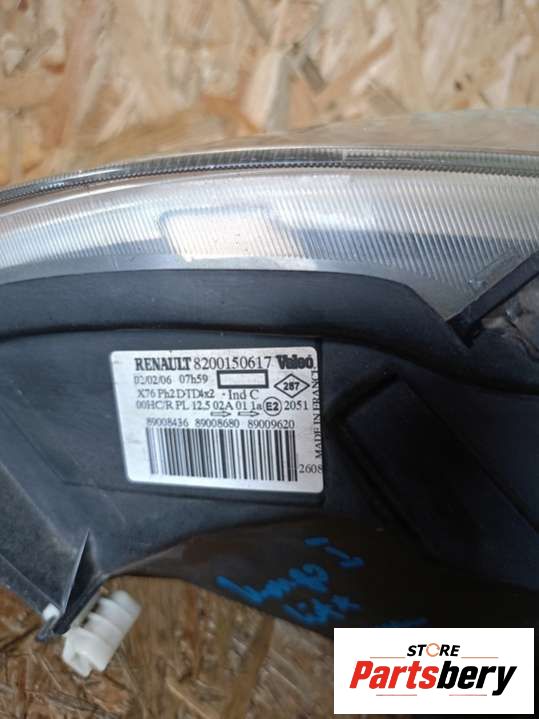 RENAULT 8200150617 Valeo
02/02/06 07h59
X76 Ph2 DTD4x2 Ind C
287
00HC/R PL 12,5 02A 01 1a E2 2051
89008436 89008680 89009620
MADE IN FRANCE
2608
I
STORE
Partsbery